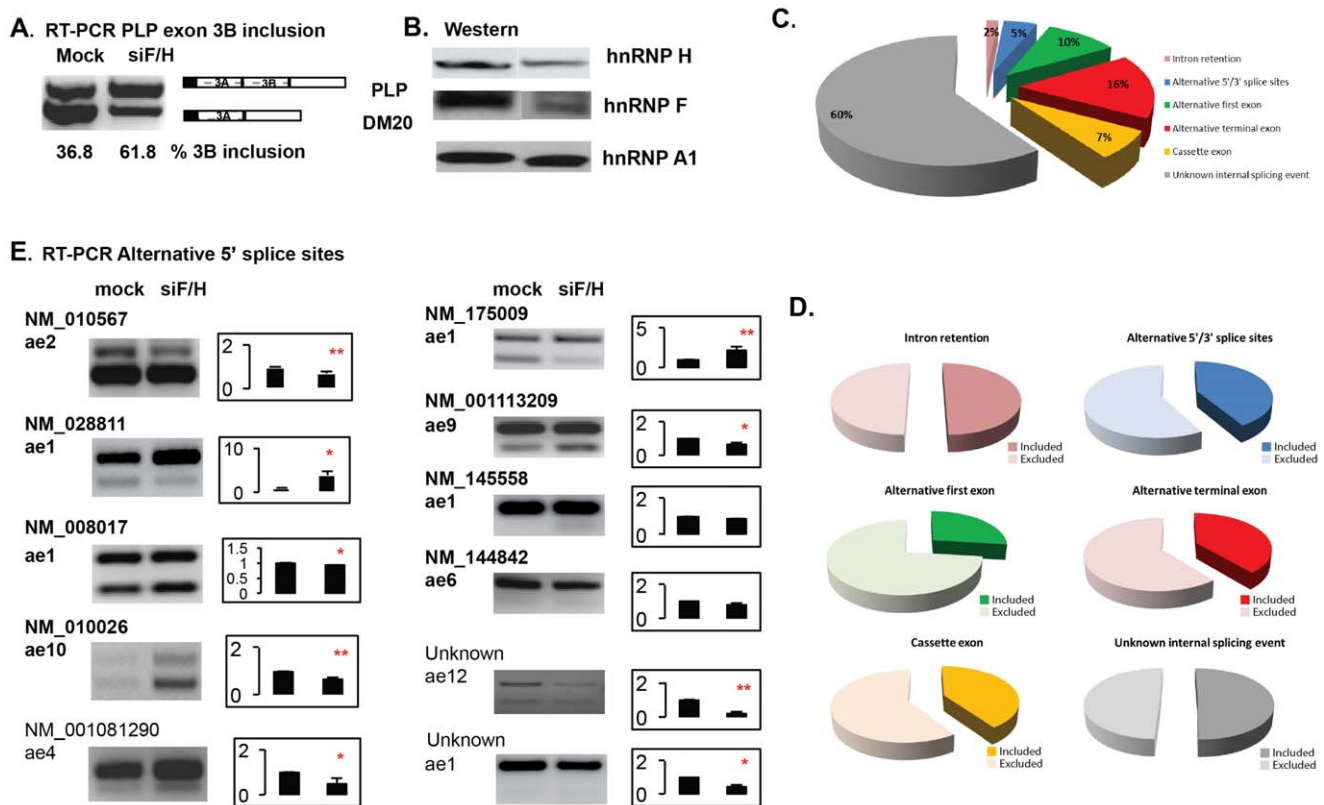 A. RT-PCR PLP exon 3B inclusion
Mock siF/H
3A 3B
3A
PLP
DM20
36.8 61.8 % 3B inclusion
B. Western
hnRNP H
hnRNP F
hnRNP A1
C.
2%
5%
10%
16%
7%
60%
Intron retention
Alternative 5'/3' splice sites
Alternative first exon
Alternative terminal exon
Cassette exon
Unknown internal splicing event
E. RT-PCR Alternative 5' splice sites
mock siF/H
NM_010567
ae2
2
0
**
NM_028811
ae1
10
0
*
NM_008017
ae1
1.5
1
0.5
0
*
NM_010026
ae10
2
0
**
NM_001081290
ae4
2
0
*
mock siF/H
NM_175009
ae1
5
0
**
NM_001113209
ae9
2
0
*
NM_145558
ae1
2
0
NM_144842
ae6
2
0
Unknown
ae12
2
0
**
Unknown
ae1
2
0
*
D.
Intron retention
Included
Excluded
Alternative 5'/3' splice sites
Included
Excluded
Alternative first exon
Included
Excluded
Alternative terminal exon
Included
Excluded
Cassette exon
Included
Excluded
Unknown internal splicing event
Included
Excluded